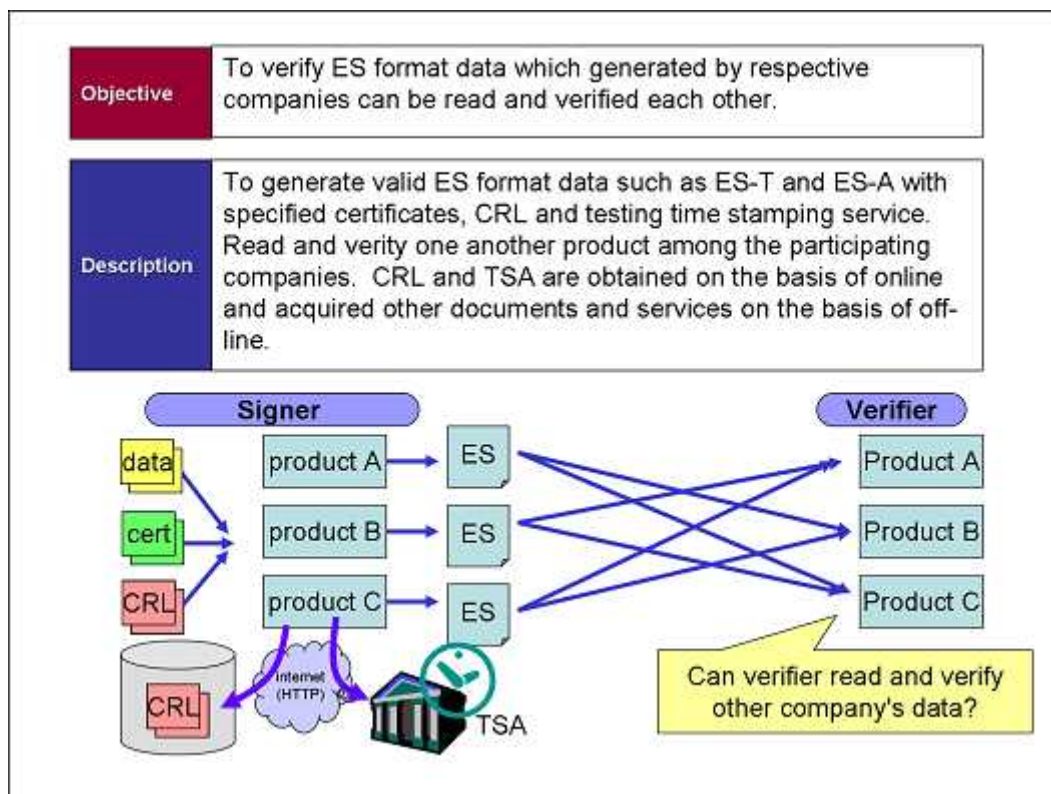 Objective
To verify ES format data which generated by respective
companies can be read and verified each other.
Description
To generate valid ES format data such as ES-T and ES-A with
specified certificates, CRL and testing time stamping service.
Read and verity one another product among the participating
companies.  CRL and TSA are obtained on the basis of online
and acquired other documents and services on the basis of off-
line.
Signer
Verifier
data
product A
ES
Product A
cert
product B
ES
Product B
CRL
product C
ES
Product C
CRL
internet
(HTTP)
TSA
Can verifier read and verify
other company's data?